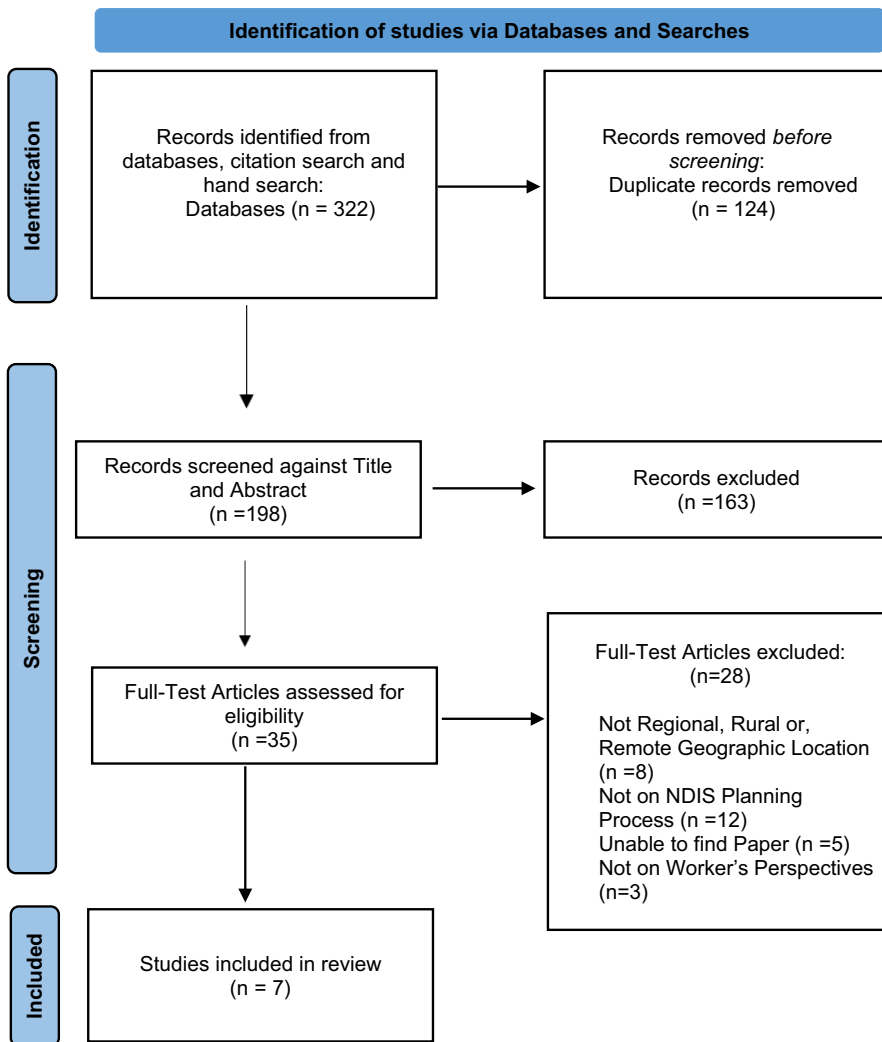 Identification of studies via Databases and Searches
Identification
Records identified from
databases, citation search and
hand search:
Databases (n = 322)
Records removed before
screening:
Duplicate records removed
(n = 124)
Screening
Records screened against Title
and Abstract
(n =198)
Records excluded
(n =163)
Full-Test Articles assessed for
eligibility
(n =35)
Full-Test Articles excluded:
(n=28)
Not Regional, Rural or,
Remote Geographic Location
(n =8)
Not on NDIS Planning
Process (n =12)
Unable to find Paper (n =5)
Not on Worker's Perspectives
(n=3)
Included
Studies included in review
(n = 7)